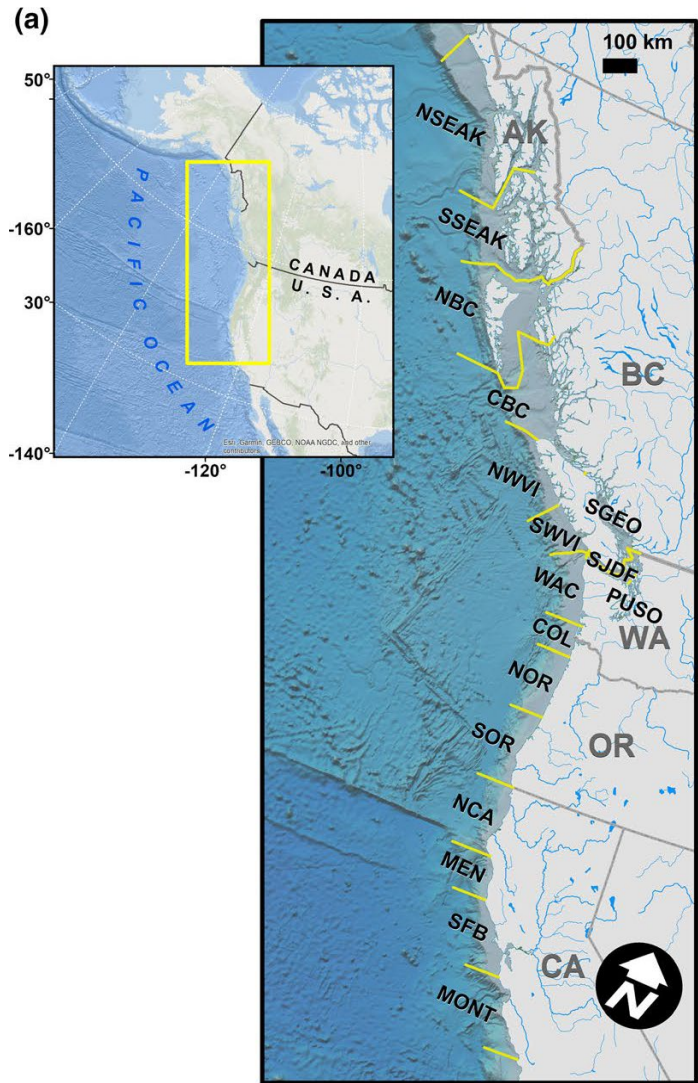 (a)
100 km
50°
-160°
30°
-140°
-120°
-100°
PACIFIC OCEAN
CANADA
U. S. A.
Esri, Garmin, GEBCO, NOAA NGDC, and other
contributors
NSEAK
AK
SSEAK
NBC
BC
CBC
NWVI
SGEO
SWVI
SJDF
WAC
PUSO
COL
WA
NOR
SOR
OR
NCA
MEN
SFB
CA
MONT
N